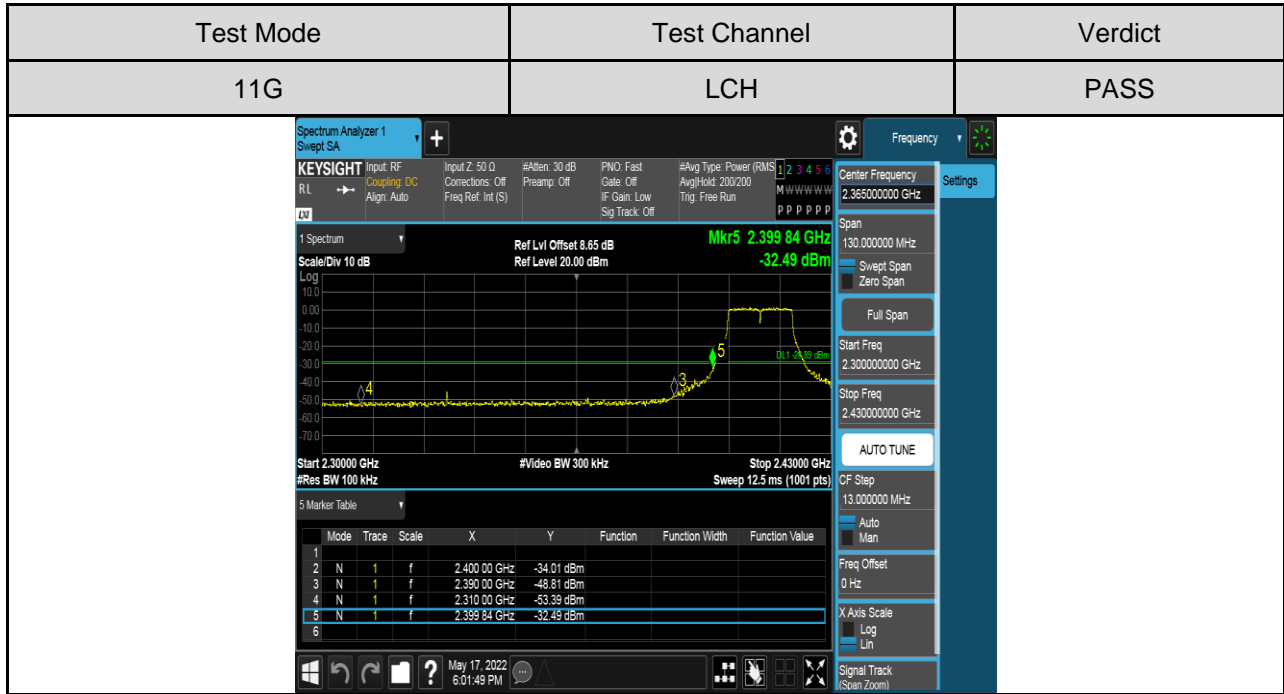 Test Mode Test Channel Verdict
11G LCH PASS
Spectrum Analyzer 1
Swept SA
+
Frequency
KEYSIGHT Input: RF Input Z: 50 Ω #Atten: 30 dB PNO: Fast #Avg Type: Power (RMS 1 2 3 4 5 6
RL Coupling: DC Corrections: Off Preamp: Off Gate: Off Avg|Hold: 200/200 M W W W W W
Align: Auto Freq Ref: Int (S) IF Gain: Low Trig: Free Run
LXI Sig Track: Off P P P P P P
1 Spectrum
Ref Lvl Offset 8.65 dB
Mkr5 2.399 84 GHz
Scale/Div 10 dB Ref Level 20.00 dBm -32.49 dBm
Log
10.0
0.00
-10.0
-20.0
-30.0
-40.0
-50.0
-60.0
-70.0
5
3
4
Start 2.30000 GHz #Video BW 300 kHz Stop 2.43000 GHz
#Res BW 100 kHz Sweep 12.5 ms (1001 pts)
5 Marker Table
Mode Trace Scale X Y Function Function Width Function Value
1
2 N 1 f 2.400 00 GHz -34.01 dBm
3 N 1 f 2.390 00 GHz -48.81 dBm
4 N 1 f 2.310 00 GHz -53.39 dBm
5 N 1 f 2.399 84 GHz -32.49 dBm
6
?
May 17, 2022
6:01:49 PM
Center Frequency
2.365000000 GHz
Settings
Span
130.000000 MHz
Swept Span
Zero Span
Full Span
Start Freq
2.300000000 GHz
Stop Freq
2.430000000 GHz
AUTO TUNE
CF Step
13.000000 MHz
Auto
Man
Freq Offset
0 Hz
X Axis Scale
Log
Lin
Signal Track
(Span Zoom)